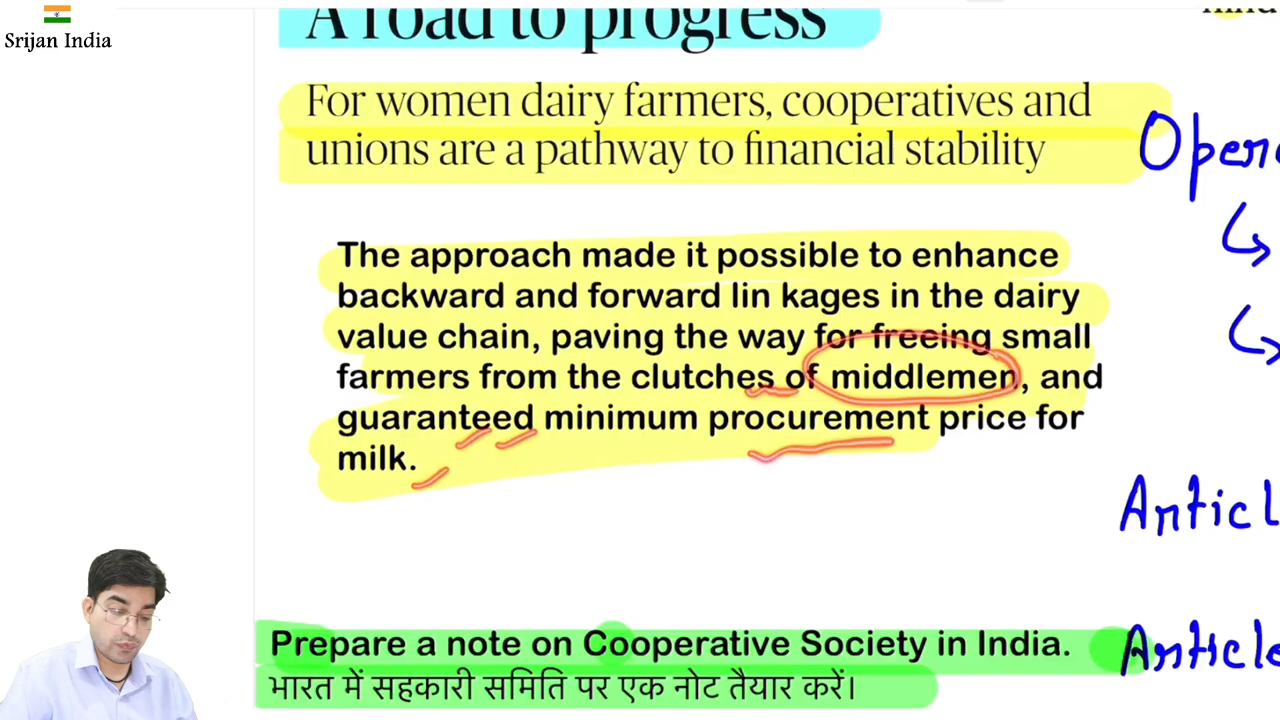 Srijan India
A road to progress
For women dairy farmers, cooperatives and
unions are a pathway to financial stability
The approach made it possible to enhance
backward and forward lin kages in the dairy
value chain, paving the way for freeing small
farmers from the clutches of middlemen, and
guaranteed minimum procurement price for
milk.
Prepare a note on Cooperative Society in India.
भारत में सहकारी समिति पर एक नोट तैयार करें।
Oper
Articl
Article